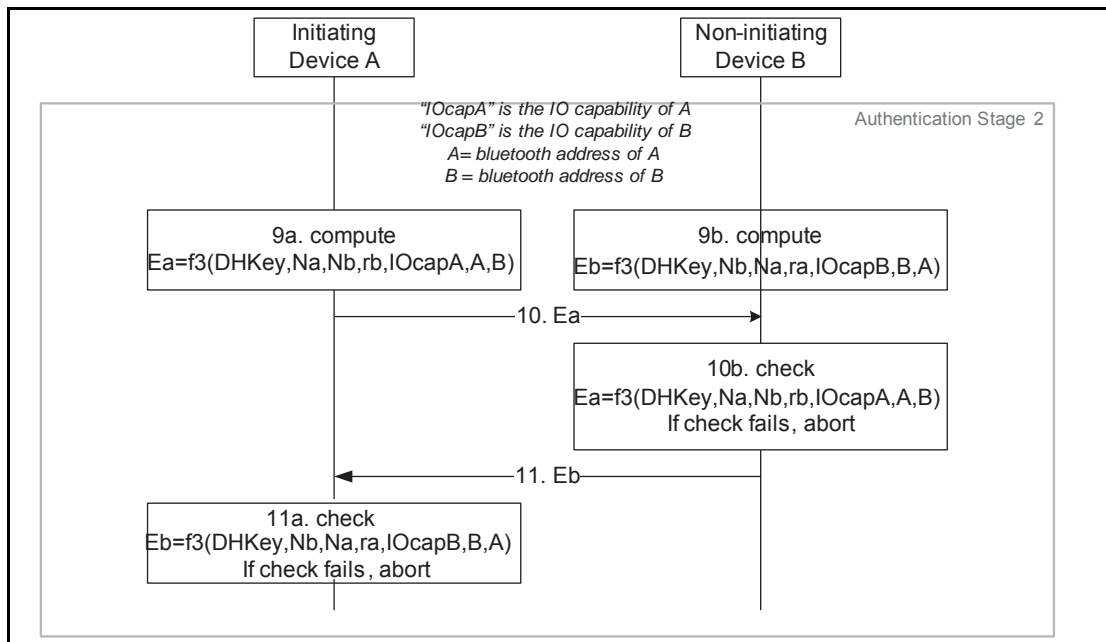 Initiating
Device A
Non-initiating
Device B
“IOcapA” is the IO capability of A
“IOcapB” is the IO capability of B
A= bluetooth address of A
B = bluetooth address of B
Authentication Stage 2
9a. compute
Ea=f3(DHKey,Na,Nb,rb,IOcapA,A,B)
9b. compute
Eb=f3(DHKey,Nb,Na,ra,IOcapB,B,A)
10. Ea
10b. check
Ea=f3(DHKey,Na,Nb,rb,IOcapA,A,B)
If check fails, abort
11. Eb
11a. check
Eb=f3(DHKey,Nb,Na,ra,IOcapB,B,A)
If check fails, abort